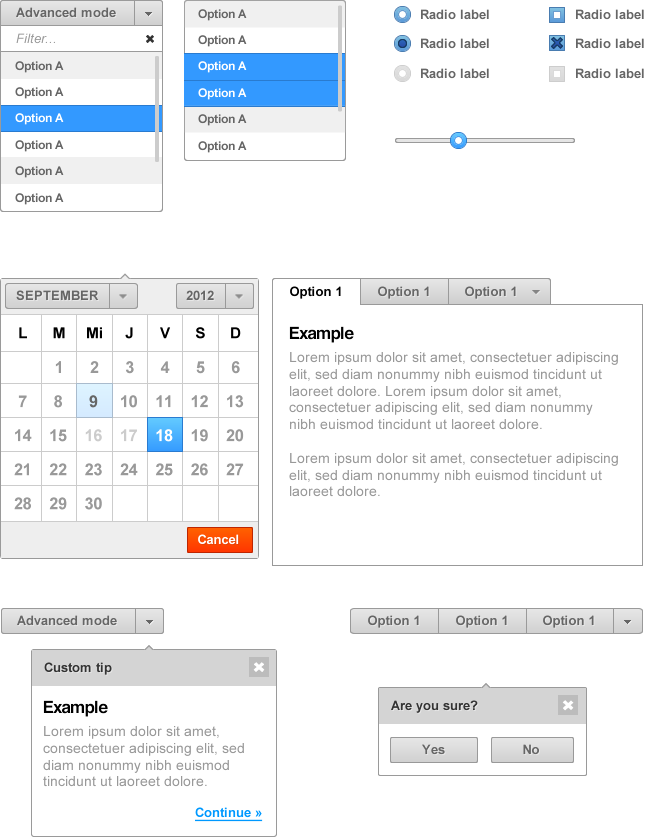 Advanced mode
Filter...
Option A
Option A
Option A
Option A
Option A
Option A
Option A
Option A
Option A
Option A
Option A
Option A
Radio label Radio label
Radio label Radio label
Radio label Radio label
SEPTEMBER 2012
L M Mi J V S D
1 2 3 4 5 6
7 8 9 10 11 12 13
14 15 16 17 18 19 20
21 22 23 24 25 26 27
28 29 30
Cancel
Option 1 Option 1 Option 1
Example
Lorem ipsum dolor sit amet, consectetuer adipiscing
elit, sed diam nonummy nibh euismod tincidunt ut
laoreet dolore. Lorem ipsum dolor sit amet,
consectetuer adipiscing elit, sed diam nonummy
nibh euismod tincidunt ut laoreet dolore.
Lorem ipsum dolor sit amet, consectetuer adipiscing
elit, sed diam nonummy nibh euismod tincidunt ut
laoreet dolore.
Advanced mode
Custom tip
Example
Lorem ipsum dolor sit amet,
consectetuer adipiscing elit, sed
diam nonummy nibh euismod
tincidunt ut laoreet dolore.
Continue »
Option 1 Option 1 Option 1
Are you sure?
Yes No